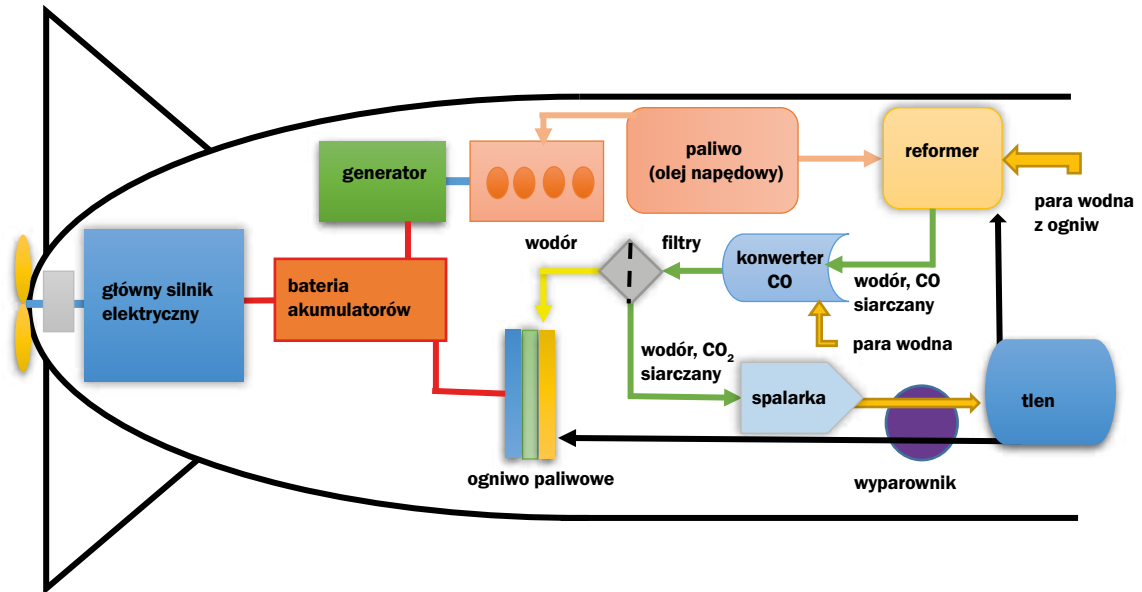 paliwo
(olej napędowy)
reformer
generator
para wodna
z ogniw
wodór
filtry
konwerter
CO
wodór, CO
siarczany
główny silnik
elektryczny
bateria
akumulatorów
para wodna
wodór, CO₂
siarczany
spalarka
tlen
ogniwo paliwowe
wyparownik